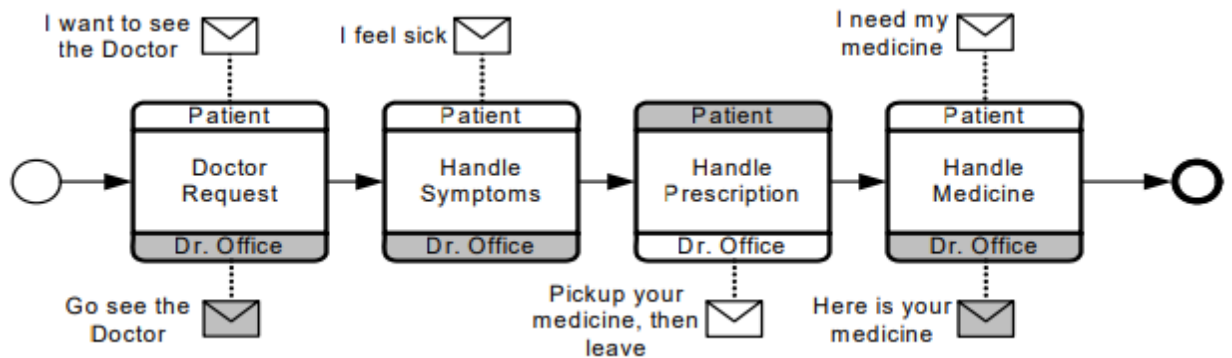 I want to see
the Doctor
I feel sick
I need my
medicine
Patient
Patient
Patient
Patient
Doctor
Request
Handle
Symptoms
Handle
Prescription
Handle
Medicine
Dr. Office
Dr. Office
Dr. Office
Dr. Office
Go see the
Doctor
Pickup your
medicine, then
leave
Here is your
medicine